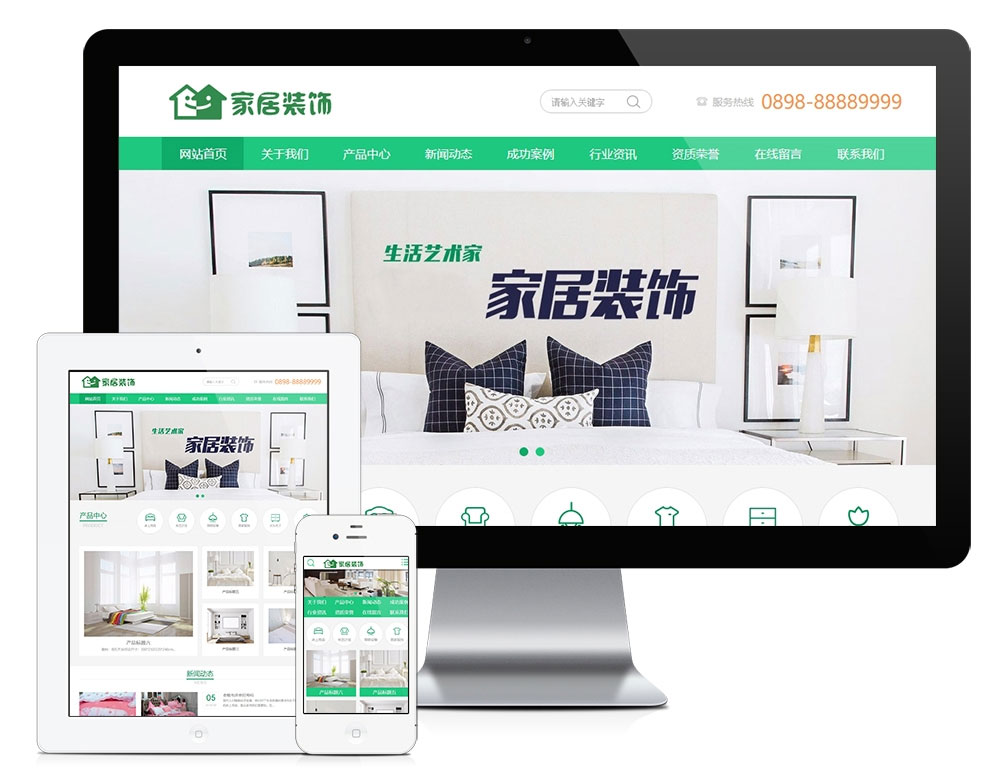 家居装饰
请输入关键字
服务热线 0898-88889999
网站首页 关于我们 产品中心 新闻动态 成功案例 行业资讯 资质荣誉 在线留言 联系我们
生活艺术家
家居装饰
家居装饰
0898-88889999
网站首页 关于我们 产品中心 新闻动态 成功案例 行业资讯 资质荣誉 在线留言 联系我们
生活艺术家
家居装饰
产品中心
产品标题六
新闻动态
05
家居装饰
关于我们 产品中心 新闻动态 成功案例
行业资讯 资质荣誉 在线留言 联系我们
产品标题六 产品标题五